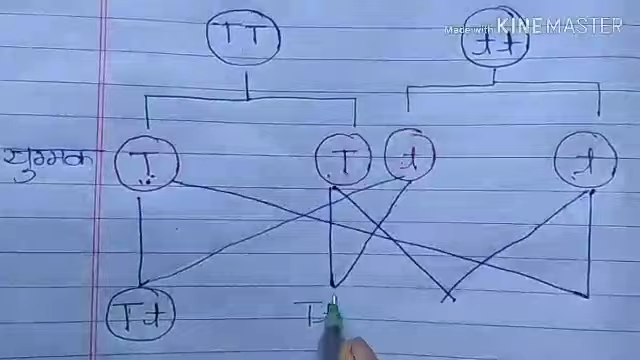 Made with KINEMASTER
TT tt
युग्मक T T t t
Tt T